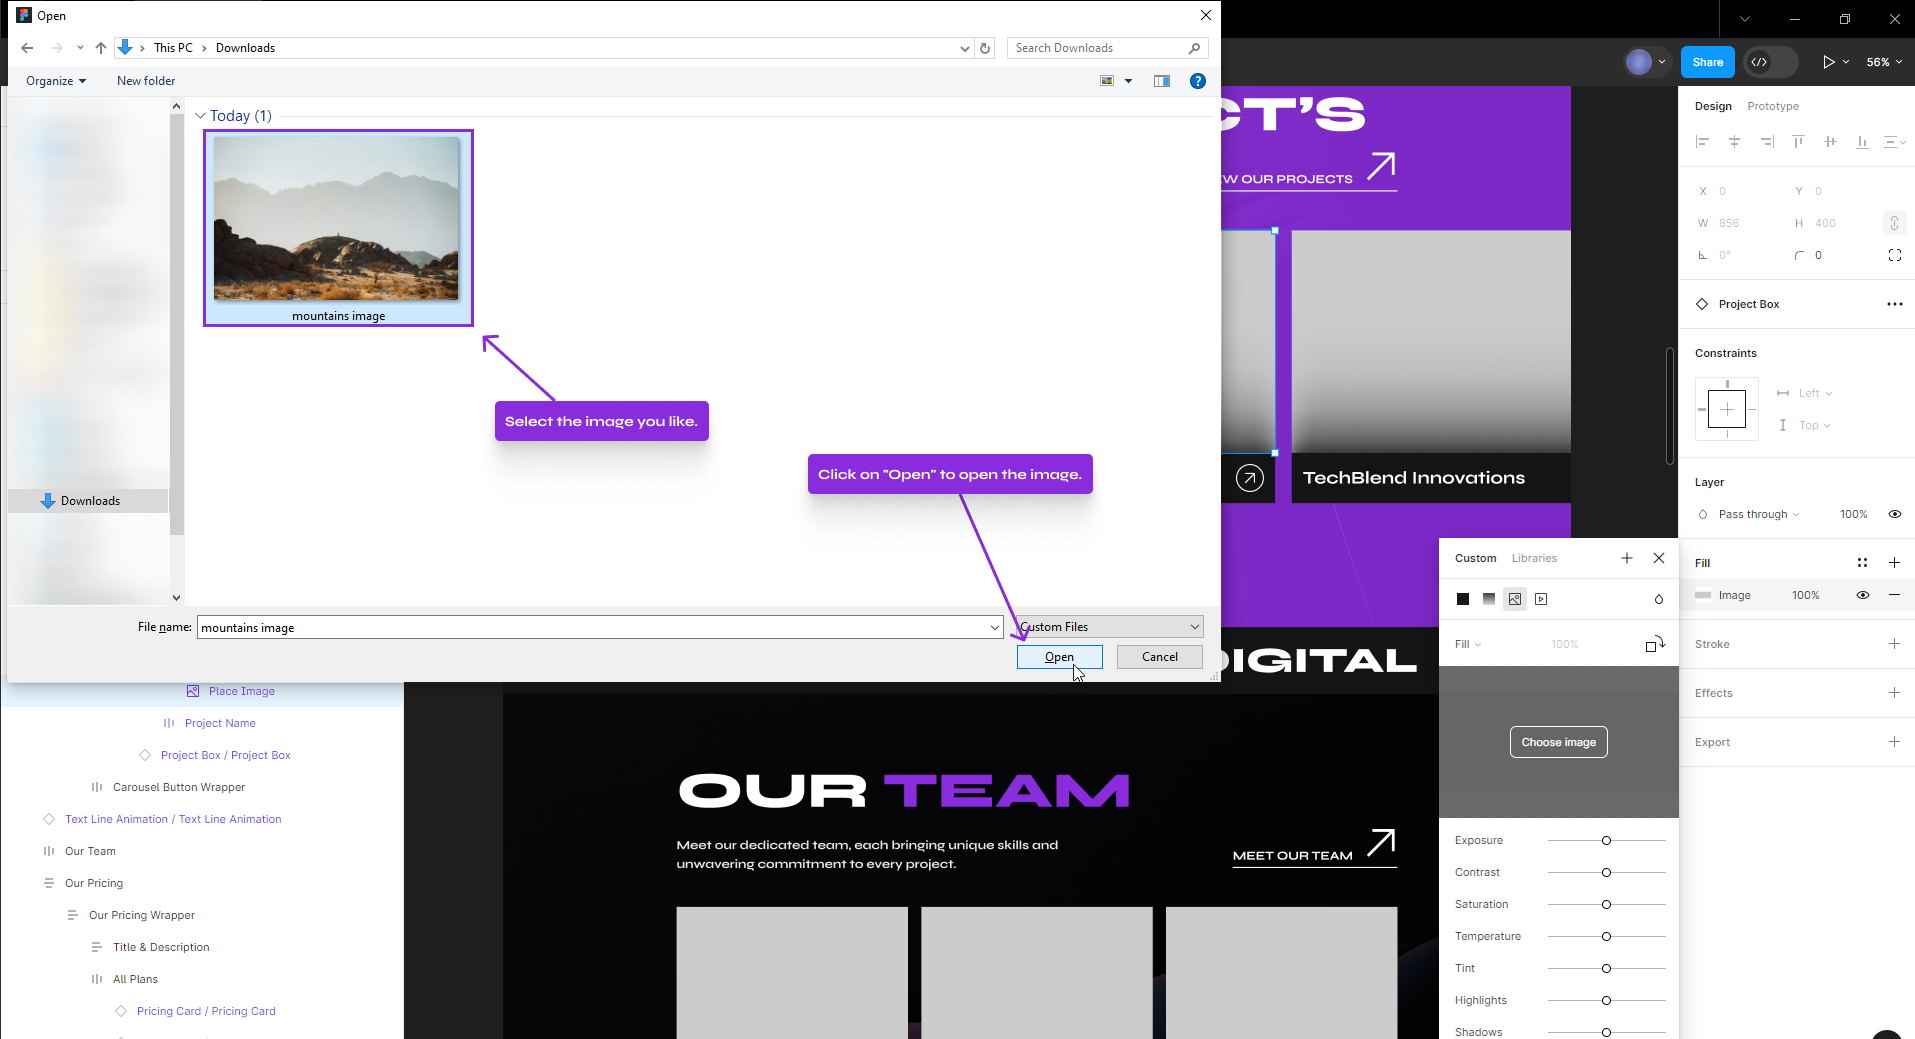 Open
This PC
Downloads
Search Downloads
Organize
New folder
Today (1)
mountains image
Select the image you like.
Click on "Open" to open the image.
Downloads
File name:
mountains image
Custom Files
Open
Cancel
Share
56%
CT'S
EW OUR PROJECTS
TechBlend Innovations
DIGITAL
OUR TEAM
Meet our dedicated team, each bringing unique skills and
unwavering commitment to every project.
MEET OUR TEAM
Place Image
Project Name
Project Box / Project Box
Carousel Button Wrapper
Text Line Animation / Text Line Animation
Our Team
Our Pricing
Our Pricing Wrapper
Title & Description
All Plans
Pricing Card / Pricing Card
Custom
Libraries
Fill
100%
Choose image
Exposure
Contrast
Saturation
Temperature
Tint
Highlights
Shadows
Design
Prototype
X 0
Y 0
W 856
H 400
0°
0
Project Box
Constraints
Left
Top
Layer
Pass through
100%
Fill
Image
100%
Stroke
Effects
Export